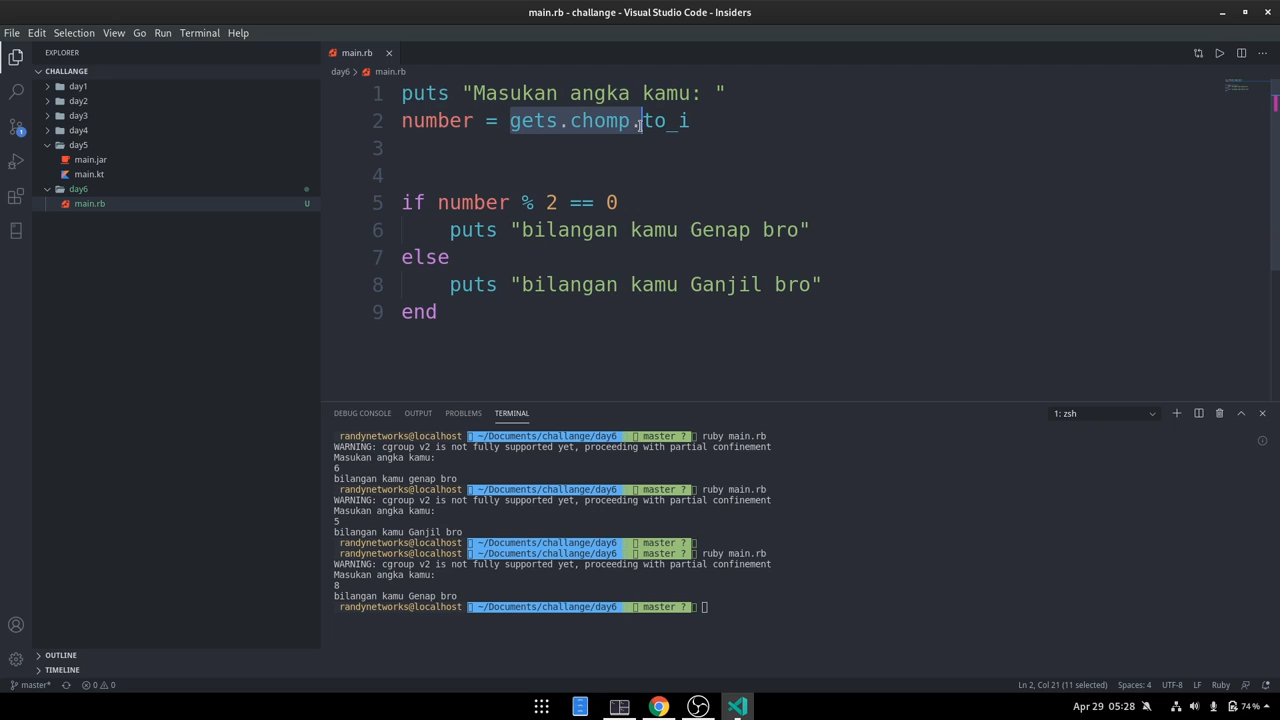 main.rb - challange - Visual Studio Code - Insiders
File Edit Selection View Go Run Terminal Help
EXPLORER
CHALLANGE
day1
day2
day3
day4
day5
main.jar
main.kt
day6
main.rb U
OUTLINE
TIMELINE
main.rb
day6 > main.rb
1 puts "Masukan angka kamu: "
2 number = gets.chomp.to_i
3
4
5 if number % 2 == 0
6 puts "bilangan kamu Genap bro"
7 else
8 puts "bilangan kamu Ganjil bro"
9 end
DEBUG CONSOLE OUTPUT PROBLEMS TERMINAL 1: zsh
randynetworks@localhost ~/Documents/challange/day6 master ? ruby main.rb
WARNING: cgroup v2 is not fully supported yet, proceeding with partial confinement
Masukan angka kamu:
6
bilangan kamu genap bro
randynetworks@localhost ~/Documents/challange/day6 master ? ruby main.rb
WARNING: cgroup v2 is not fully supported yet, proceeding with partial confinement
Masukan angka kamu:
5
bilangan kamu Ganjil bro
randynetworks@localhost ~/Documents/challange/day6 master ?
randynetworks@localhost ~/Documents/challange/day6 master ? ruby main.rb
WARNING: cgroup v2 is not fully supported yet, proceeding with partial confinement
Masukan angka kamu:
8
bilangan kamu Genap bro
randynetworks@localhost ~/Documents/challange/day6 master ?
master* 0 0 Ln 2, Col 21 (11 selected) Spaces: 4 UTF-8 LF Ruby
Apr 29 05:28 74 %